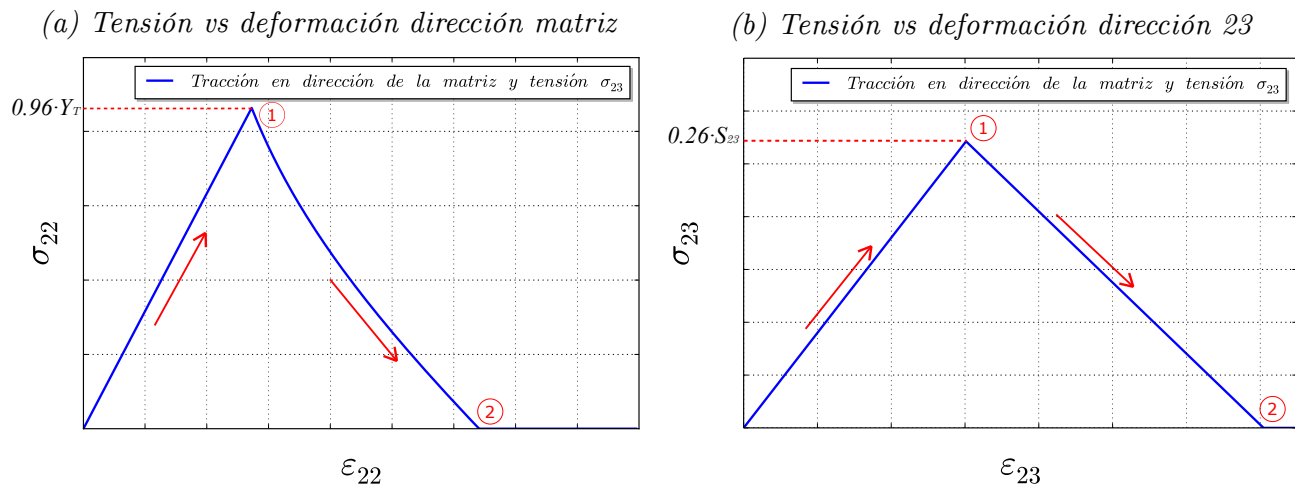 (a) Tensión vs deformación dirección matriz
Tracción en dirección de la matriz y tensión σ₂₃
0.96·Y_T
1
2
σ₂₂
ε₂₂
(b) Tensión vs deformación dirección 23
Tracción en dirección de la matriz y tensión σ₂₃
0.26·S₂₃
1
2
σ₂₃
ε₂₃